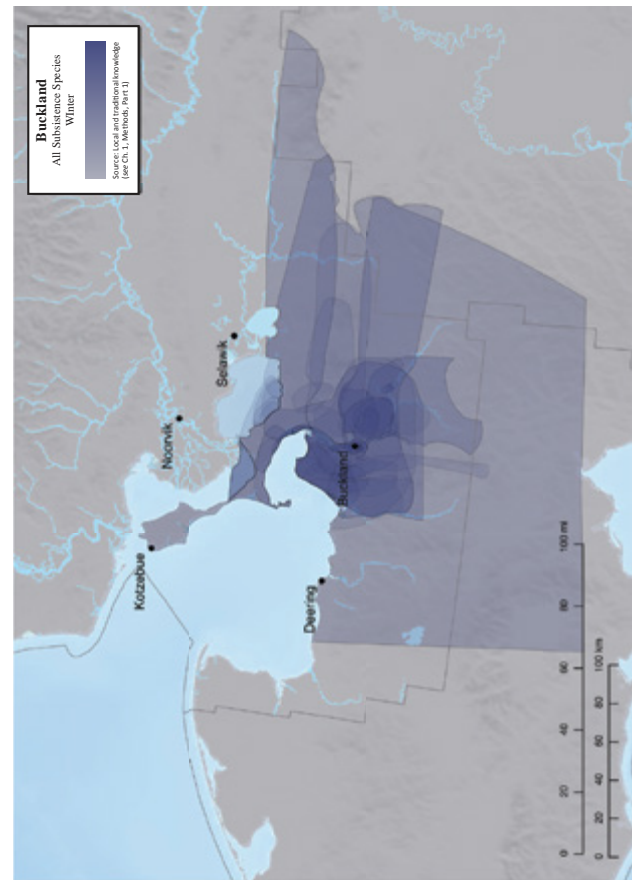 Buckland
All Subsistence Species
WInter
Source: Local and traditional knowledge
(see Ch. 1, Methods, Part 1)
Kotzebue
Noorvik
Selawik
Deering
Buckland
0 20 40 60 80 100 mi
0 20 40 60 80 100 km